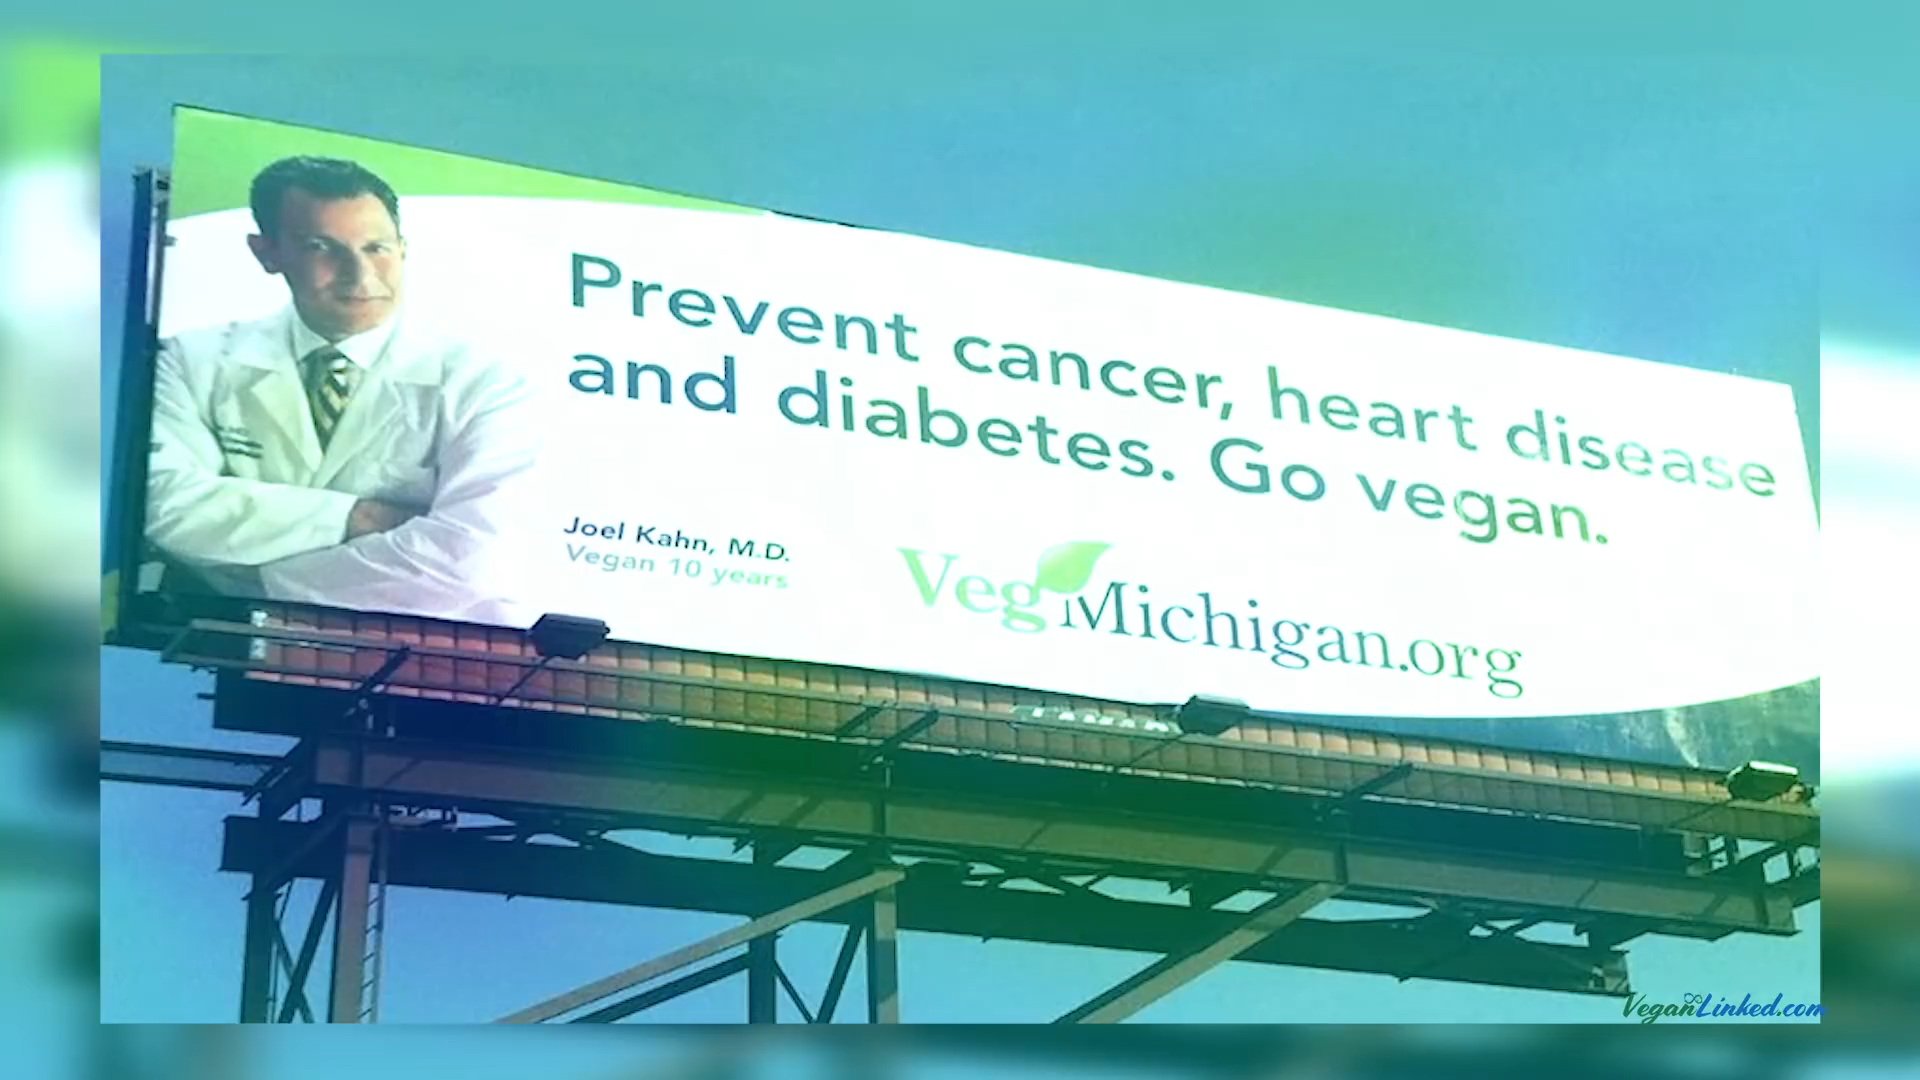 Prevent cancer, heart disease
and diabetes. Go vegan.
Joel Kahn, M.D.
Vegan 10 years
VegMichigan.org
VeganLinked.com